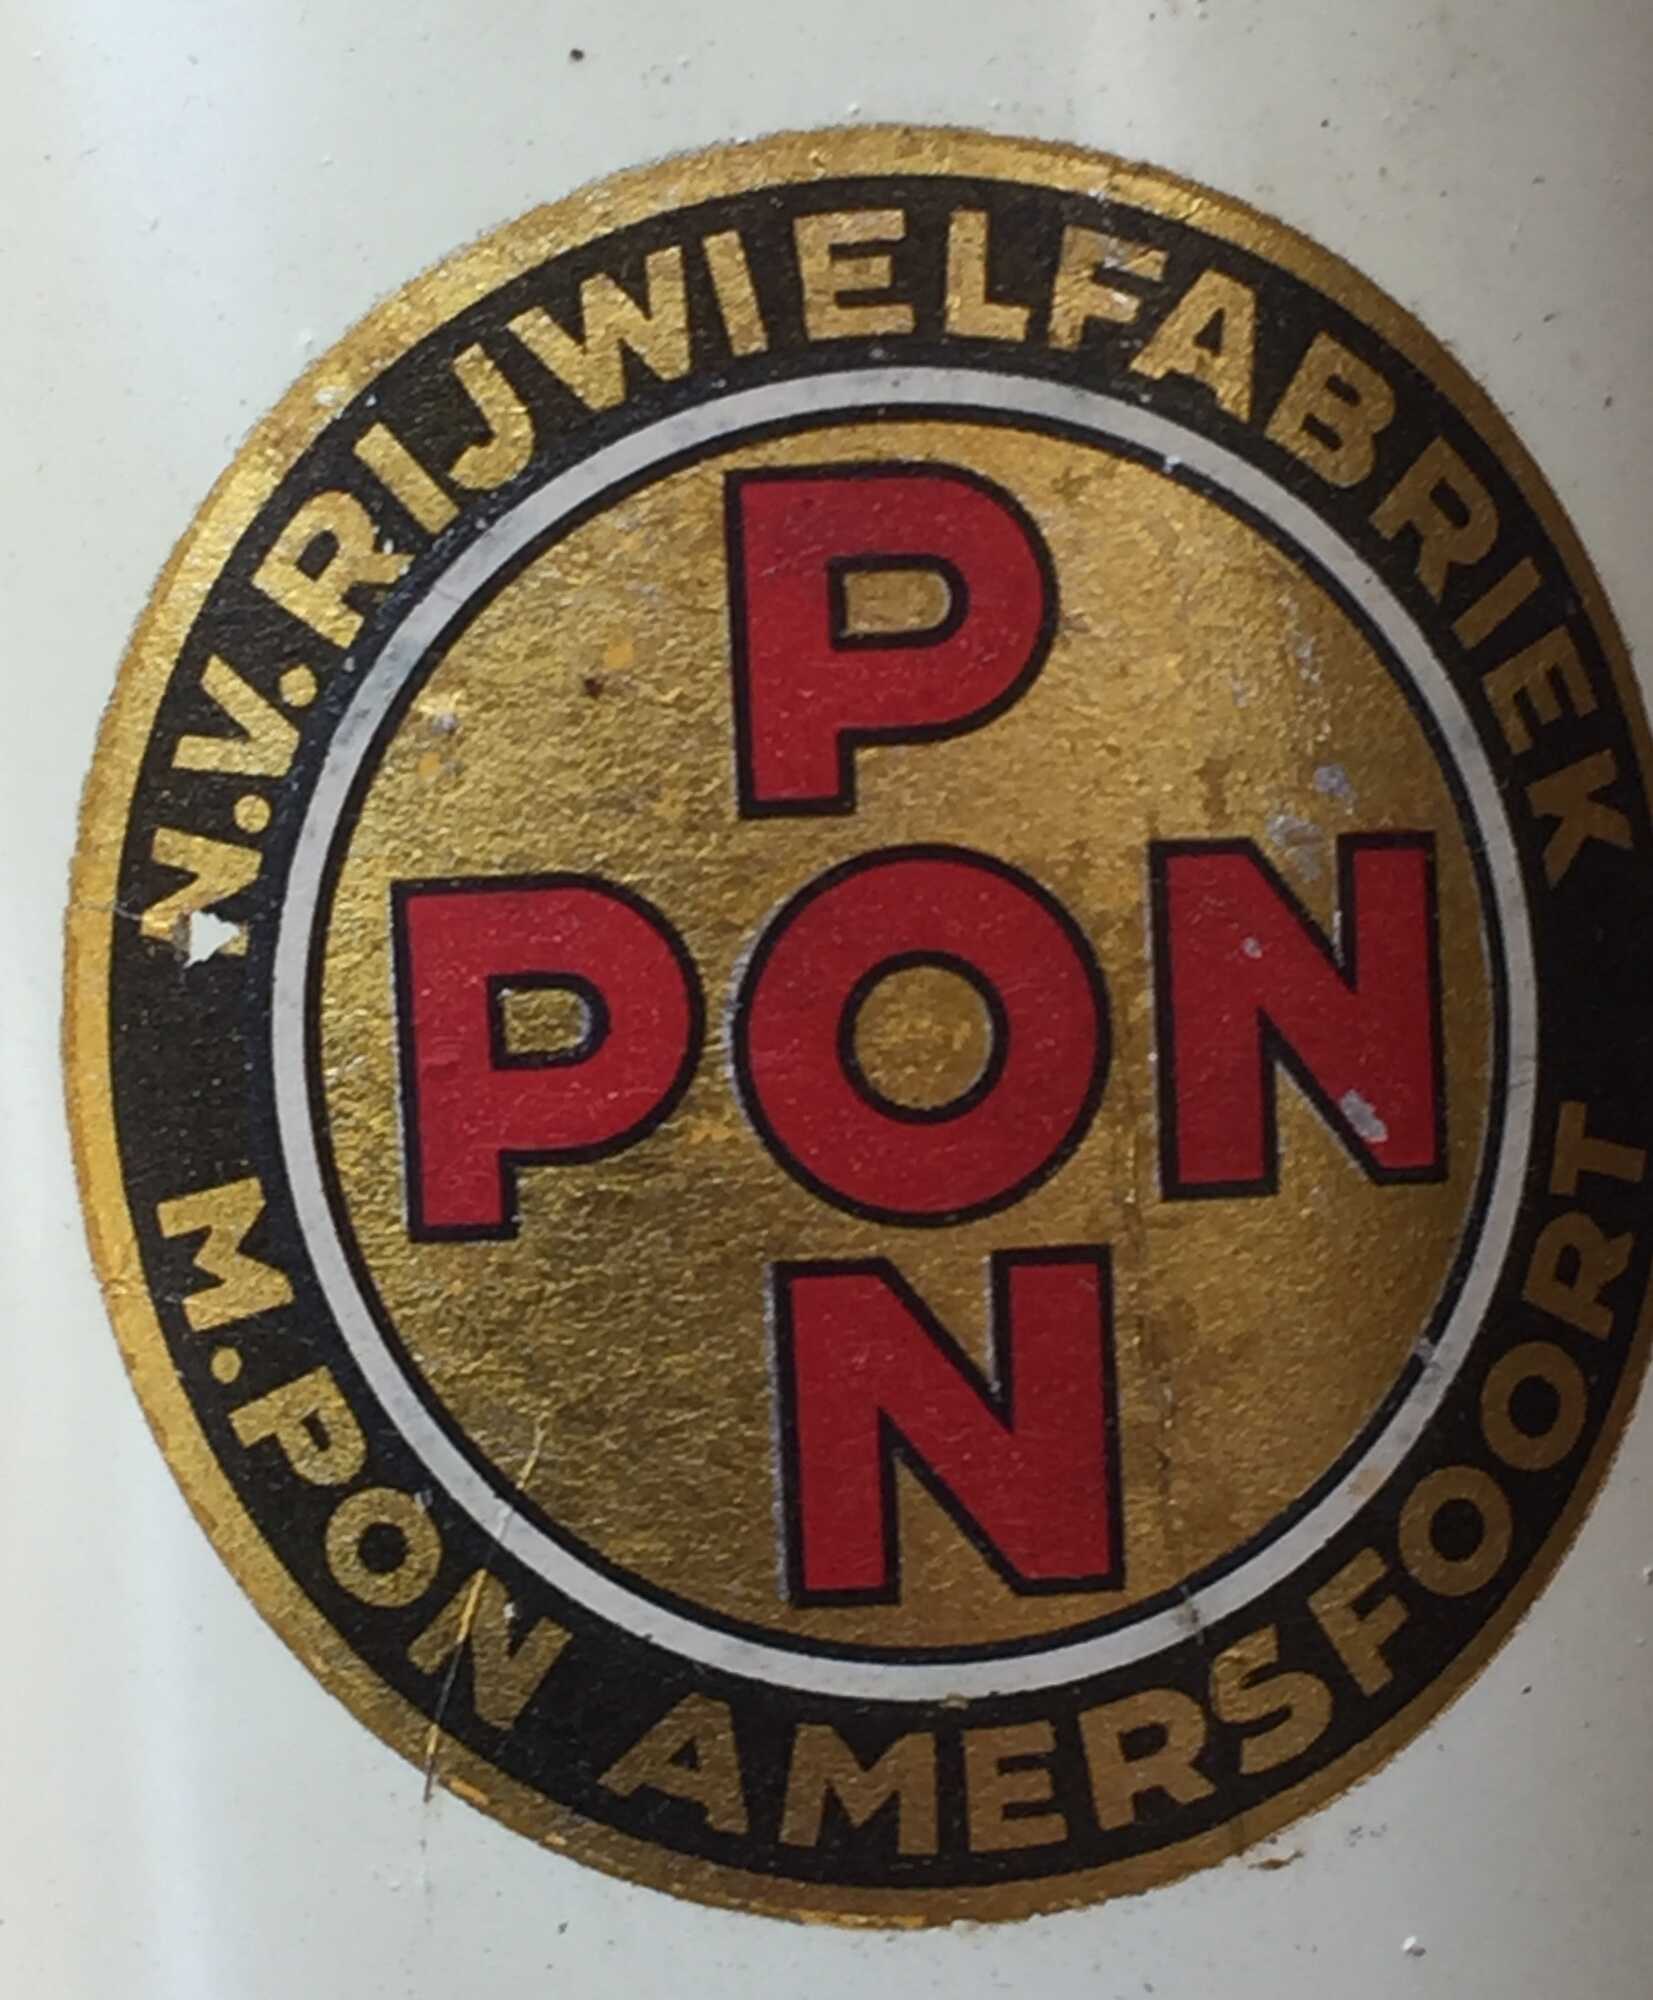 N.V. RIJWIELFABRIEK
P
PON
N
M. PON AMERSFOORT